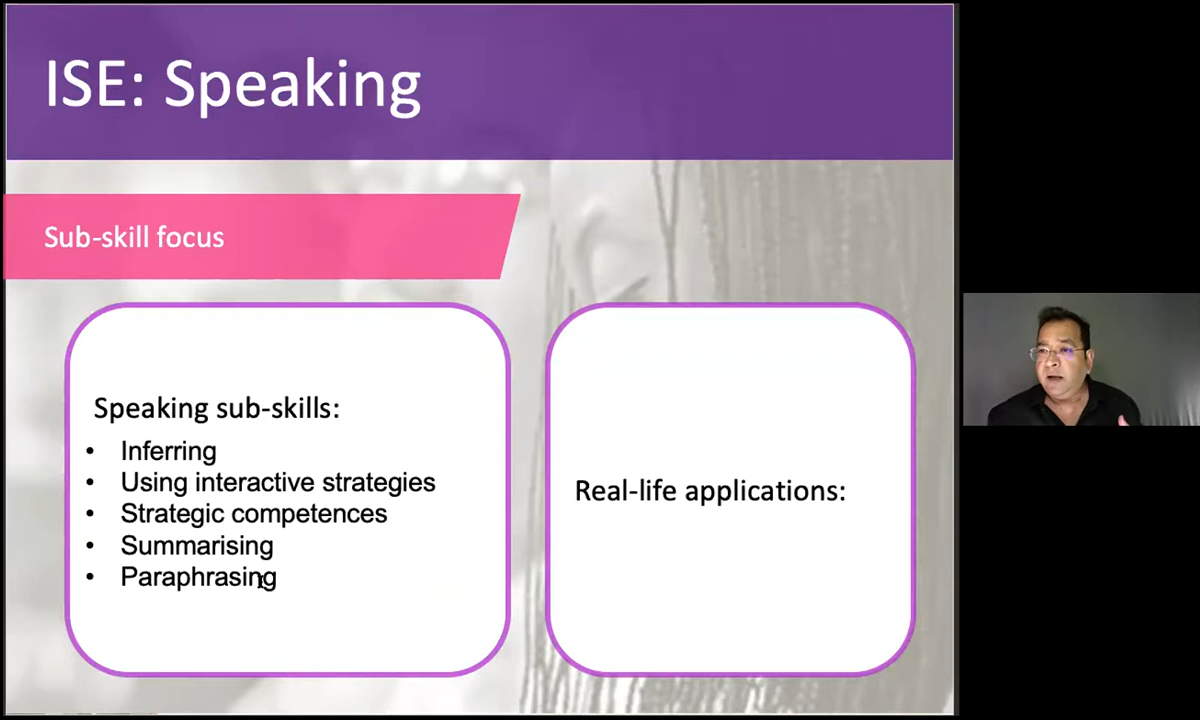 ISE: Speaking
Sub-skill focus
Speaking sub-skills:
• Inferring
• Using interactive strategies
• Strategic competences
• Summarising
• Paraphrasing
Real-life applications: